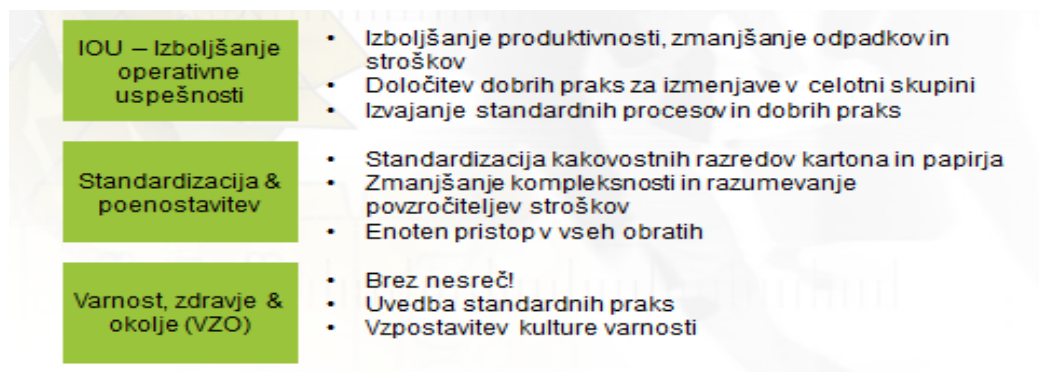 IOU – Izboljšanje
operativne
uspešnosti
• Izboljšanje produktivnosti, zmanjšanje odpadkov in
stroškov
• Določitev dobrih praks za izmenjave v celotni skupini
• Izvajanje standardnih procesov in dobrih praks
Standardizacija &
poenostavitev
• Standardizacija kakovostnih razredov kartona in papirja
• Zmanjšanje kompleksnosti in razumevanje
povzročiteljev stroškov
• Enoten pristop v vseh obratih
Varnost, zdravje &
okolje (VZO)
• Brez nesreč!
• Uvedba standardnih praks
• Vzpostavitev kulture varnosti